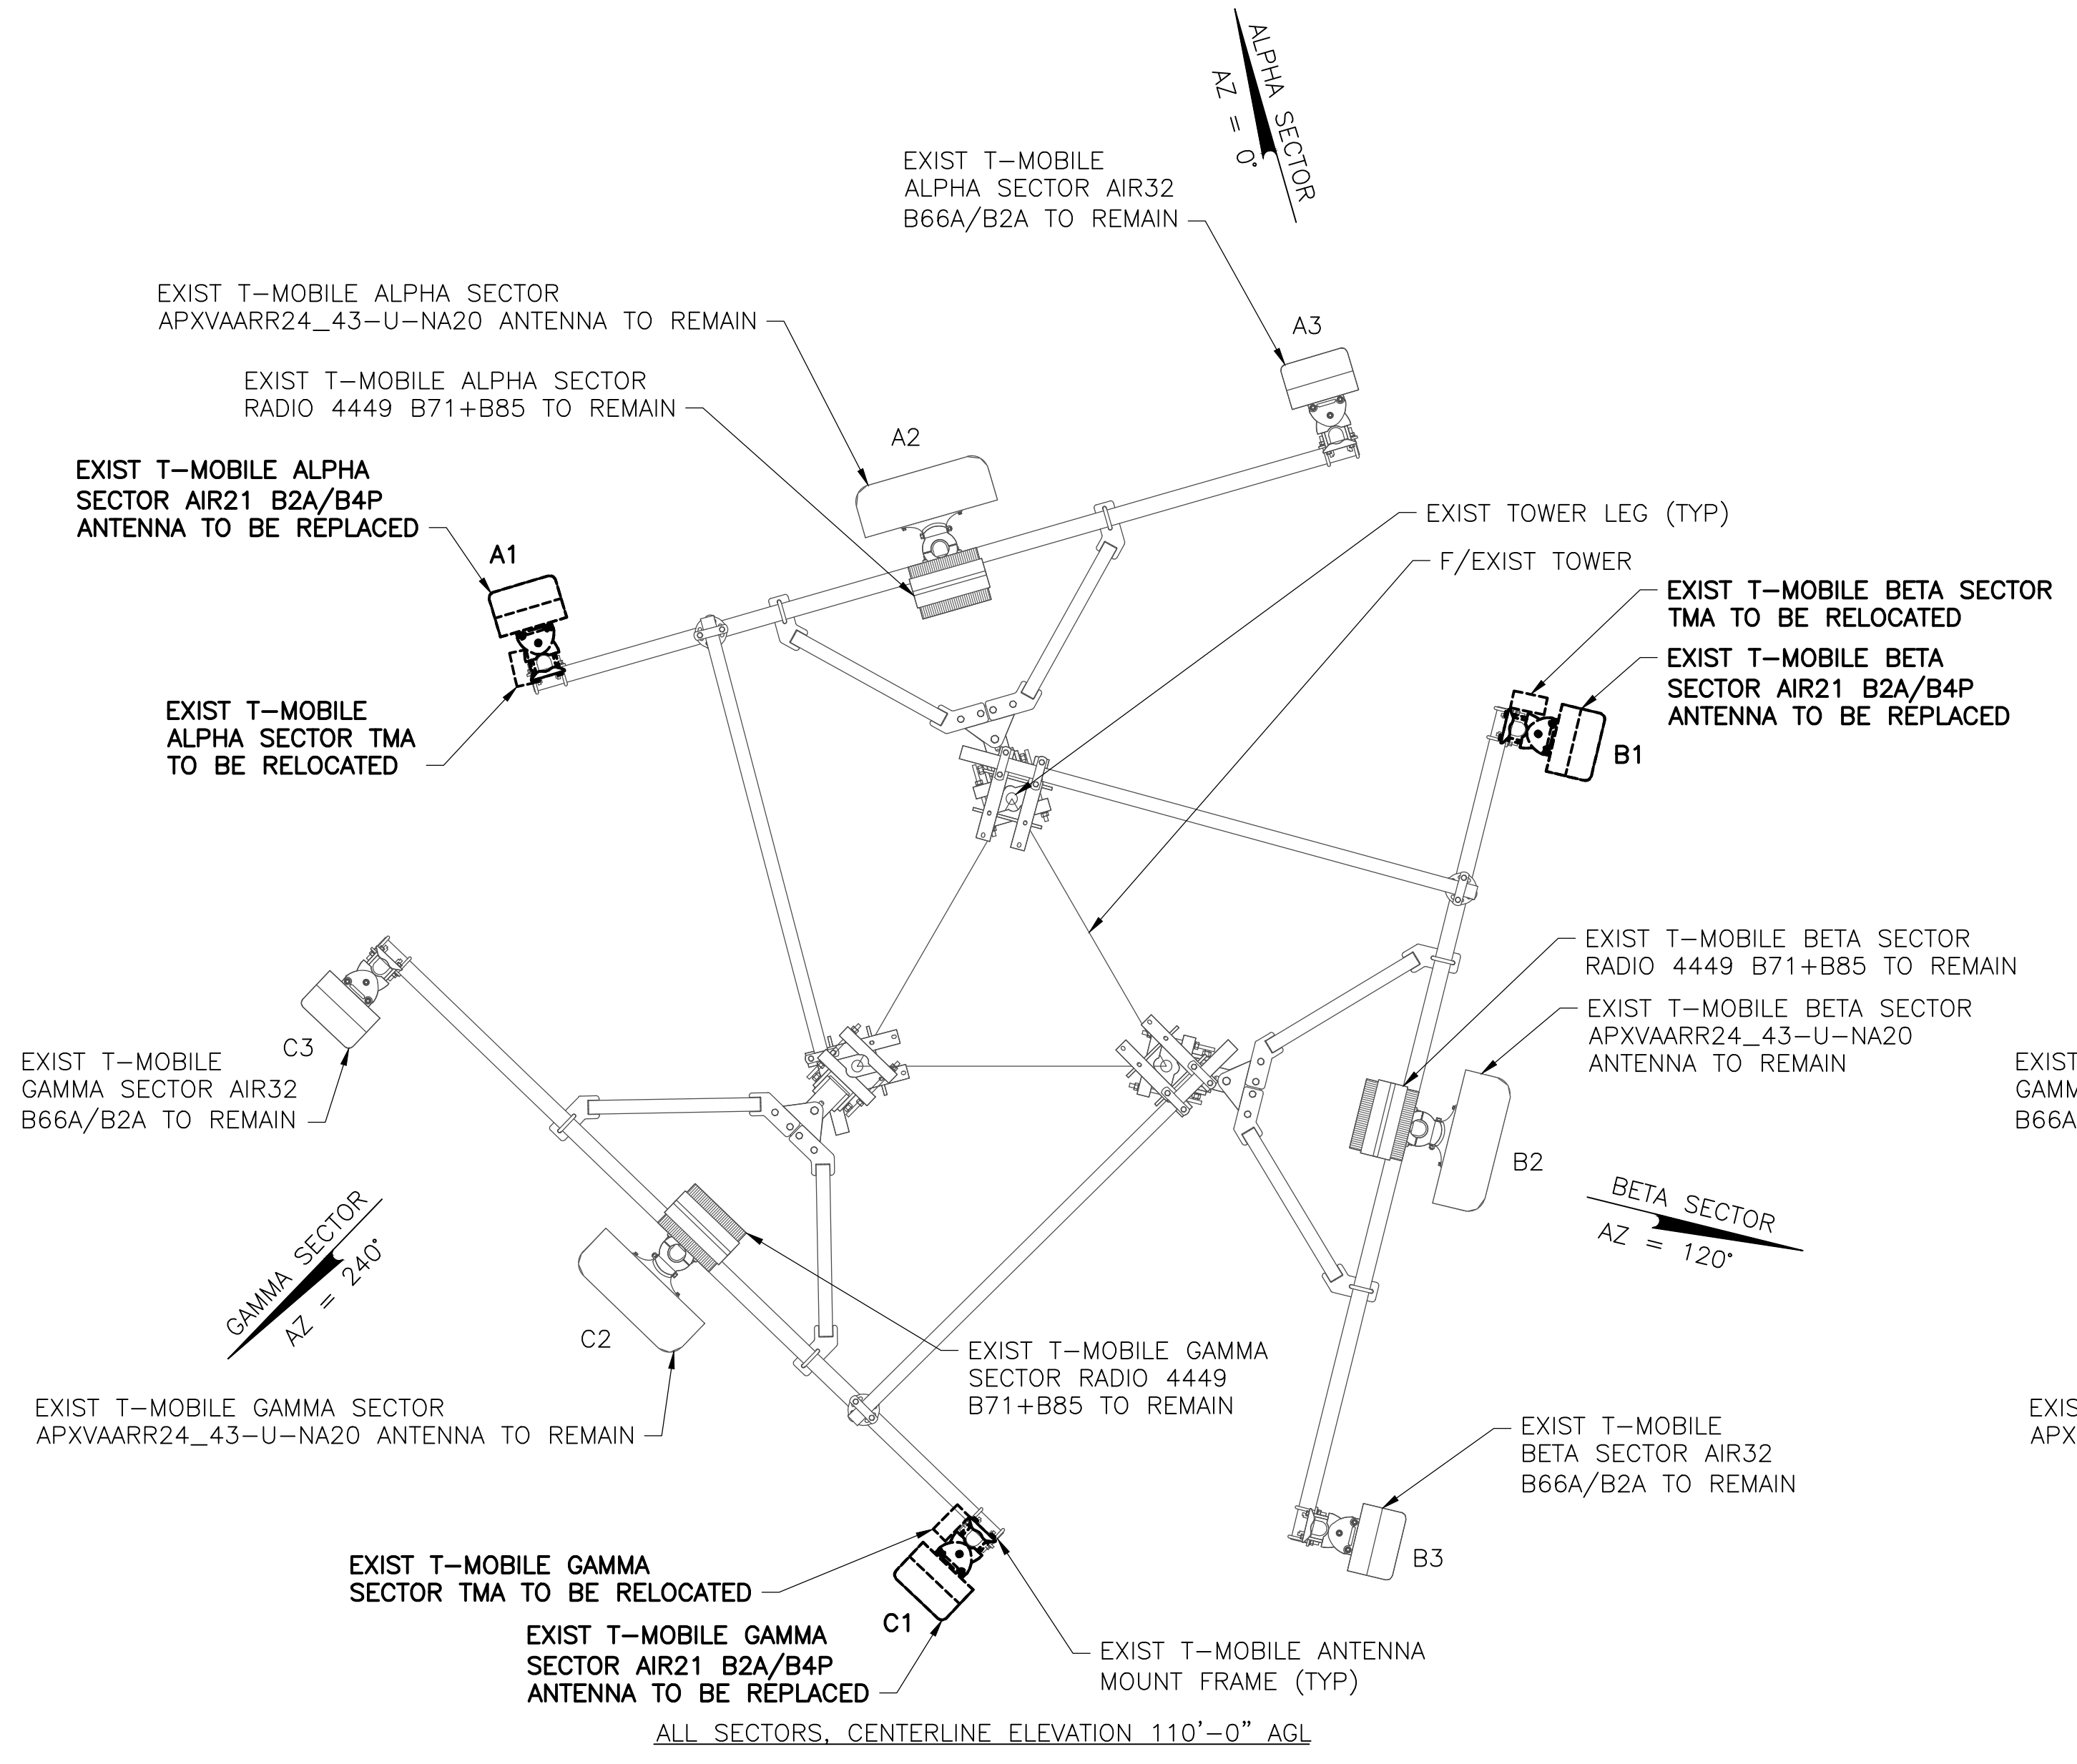 ALPHA SECTOR
AZ = 0°
EXIST T-MOBILE
ALPHA SECTOR AIR32
B66A/B2A TO REMAIN
EXIST T-MOBILE ALPHA SECTOR
APXVAARR24_43-U-NA20 ANTENNA TO REMAIN
A3
EXIST T-MOBILE ALPHA SECTOR
RADIO 4449 B71+B85 TO REMAIN
A2
EXIST T-MOBILE ALPHA
SECTOR AIR21 B2A/B4P
ANTENNA TO BE REPLACED
A1
EXIST TOWER LEG (TYP)
F/EXIST TOWER
EXIST T-MOBILE BETA SECTOR
TMA TO BE RELOCATED
EXIST T-MOBILE BETA
SECTOR AIR21 B2A/B4P
ANTENNA TO BE REPLACED
B1
EXIST T-MOBILE
ALPHA SECTOR TMA
TO BE RELOCATED
EXIST T-MOBILE BETA SECTOR
RADIO 4449 B71+B85 TO REMAIN
EXIST T-MOBILE BETA SECTOR
APXVAARR24_43-U-NA20
ANTENNA TO REMAIN
C3
EXIST T-MOBILE
GAMMA SECTOR AIR32
B66A/B2A TO REMAIN
EXIST
GAMM
B66A
B2
BETA SECTOR
AZ = 120°
GAMMA SECTOR
AZ = 240°
C2
EXIST T-MOBILE GAMMA
SECTOR RADIO 4449
B71+B85 TO REMAIN
EXIST T-MOBILE GAMMA SECTOR
APXVAARR24_43-U-NA20 ANTENNA TO REMAIN
EXIS
APX
EXIST T-MOBILE
BETA SECTOR AIR32
B66A/B2A TO REMAIN
B3
EXIST T-MOBILE GAMMA
SECTOR TMA TO BE RELOCATED
C1
EXIST T-MOBILE GAMMA
SECTOR AIR21 B2A/B4P
ANTENNA TO BE REPLACED
EXIST T-MOBILE ANTENNA
MOUNT FRAME (TYP)
ALL SECTORS, CENTERLINE ELEVATION 110'-0" AGL